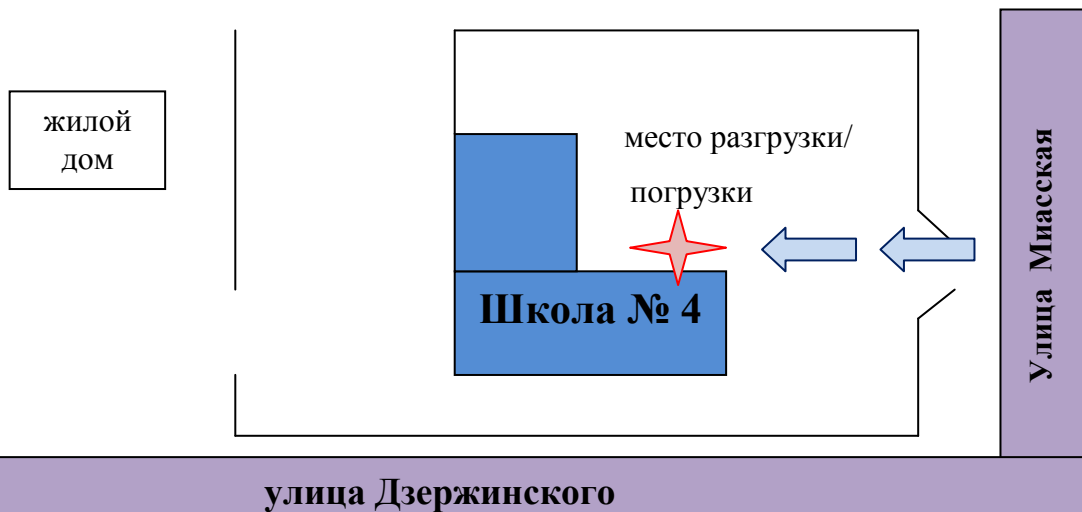 жилой
дом
место разгрузки/
погрузки
Школа № 4
Улица Миасская
улица Дзержинского